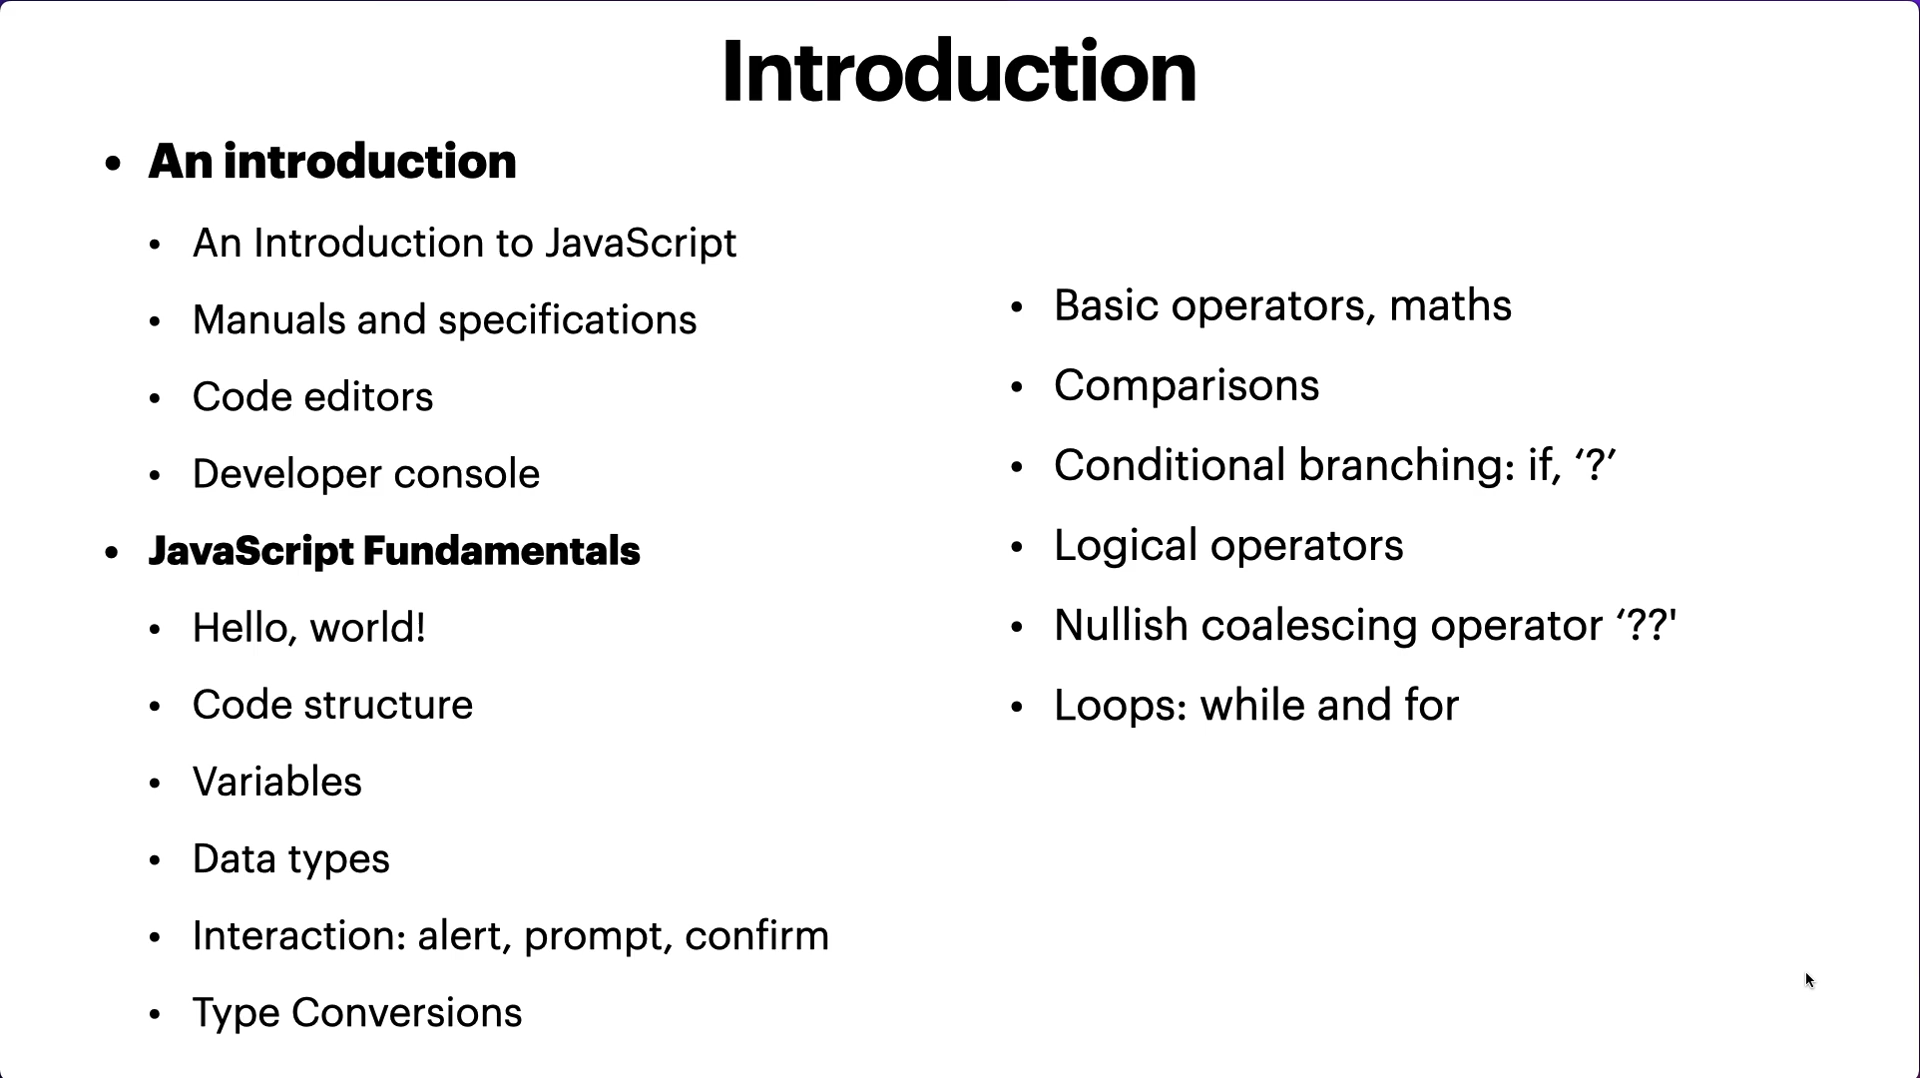 Introduction
• An introduction
• An Introduction to JavaScript
• Manuals and specifications
• Code editors
• Developer console
• JavaScript Fundamentals
• Hello, world!
• Code structure
• Variables
• Data types
• Interaction: alert, prompt, confirm
• Type Conversions
• Basic operators, maths
• Comparisons
• Conditional branching: if, ‘?’
• Logical operators
• Nullish coalescing operator ‘??'
• Loops: while and for